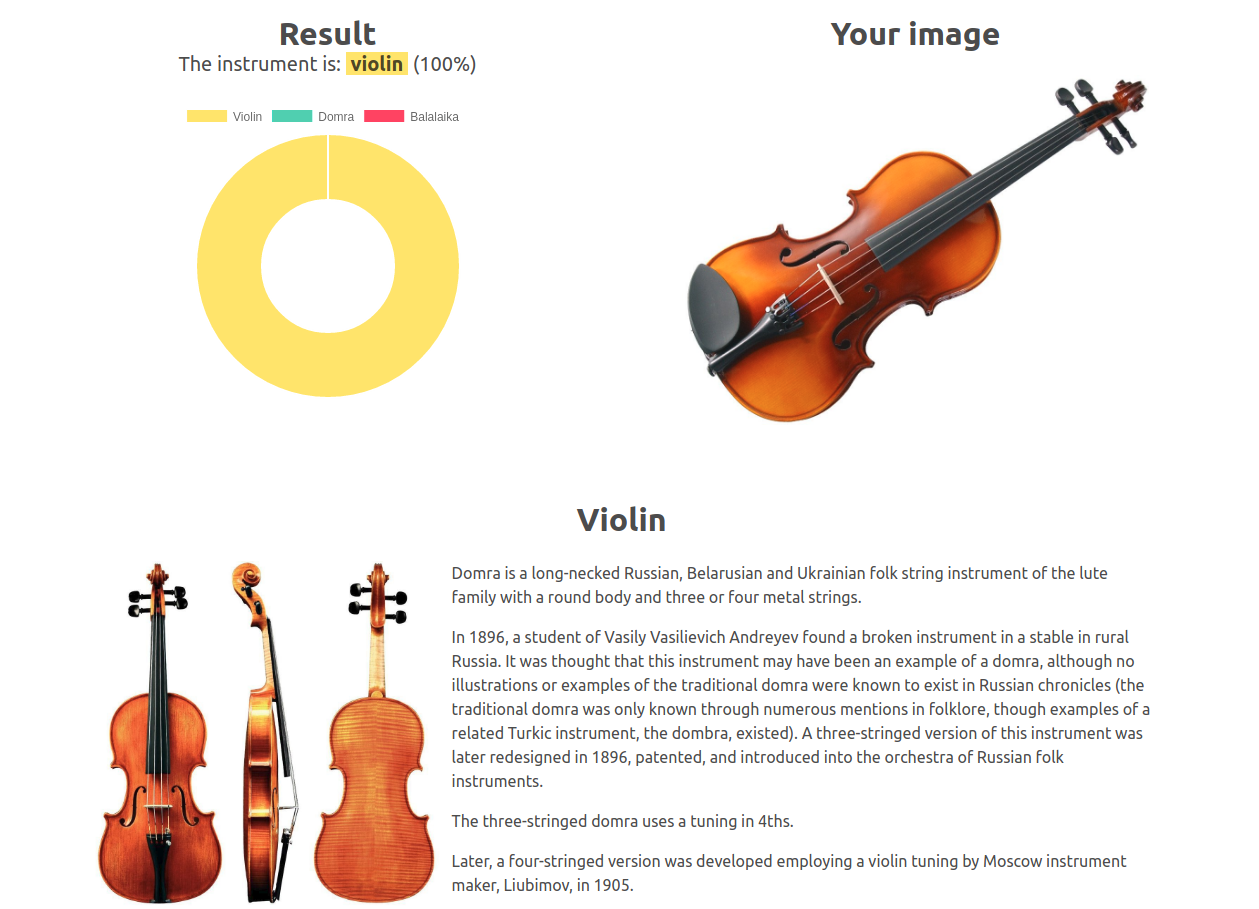 Result
The instrument is: violin (100%)
Violin Domra Balalaika
Your image
Violin
Domra is a long-necked Russian, Belarusian and Ukrainian folk string instrument of the lute
family with a round body and three or four metal strings.
In 1896, a student of Vasily Vasilievich Andreyev found a broken instrument in a stable in rural
Russia. It was thought that this instrument may have been an example of a domra, although no
illustrations or examples of the traditional domra were known to exist in Russian chronicles (the
traditional domra was only known through numerous mentions in folklore, though examples of a
related Turkic instrument, the dombra, existed). A three-stringed version of this instrument was
later redesigned in 1896, patented, and introduced into the orchestra of Russian folk
instruments.
The three-stringed domra uses a tuning in 4ths.
Later, a four-stringed version was developed employing a violin tuning by Moscow instrument
maker, Liubimov, in 1905.